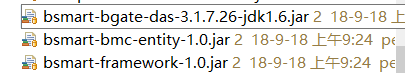 bsmart-bgate-das-3.1.7.26-jdk1.6.jar 2 18-9-18 上午9:24
bsmart-bmc-entity-1.0.jar 2 18-9-18 上午9:24 pe
bsmart-framework-1.0.jar 2 18-9-18 上午9:24 pe